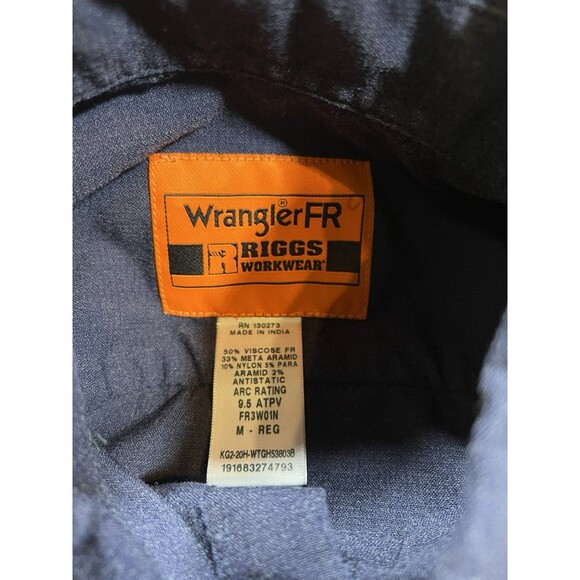 Wrangler® FR
R RIGGS
WORKWEAR®
RN 130273
MADE IN INDIA
50% VISCOSE FR
33% META ARAMID
10% NYLON 5% PARA
ARAMID 2%
ANTISTATIC
ARC RATING
9.5 ATPV
FR3W01N
M - REG
KG2-20H-WTGH53803B
191683274793